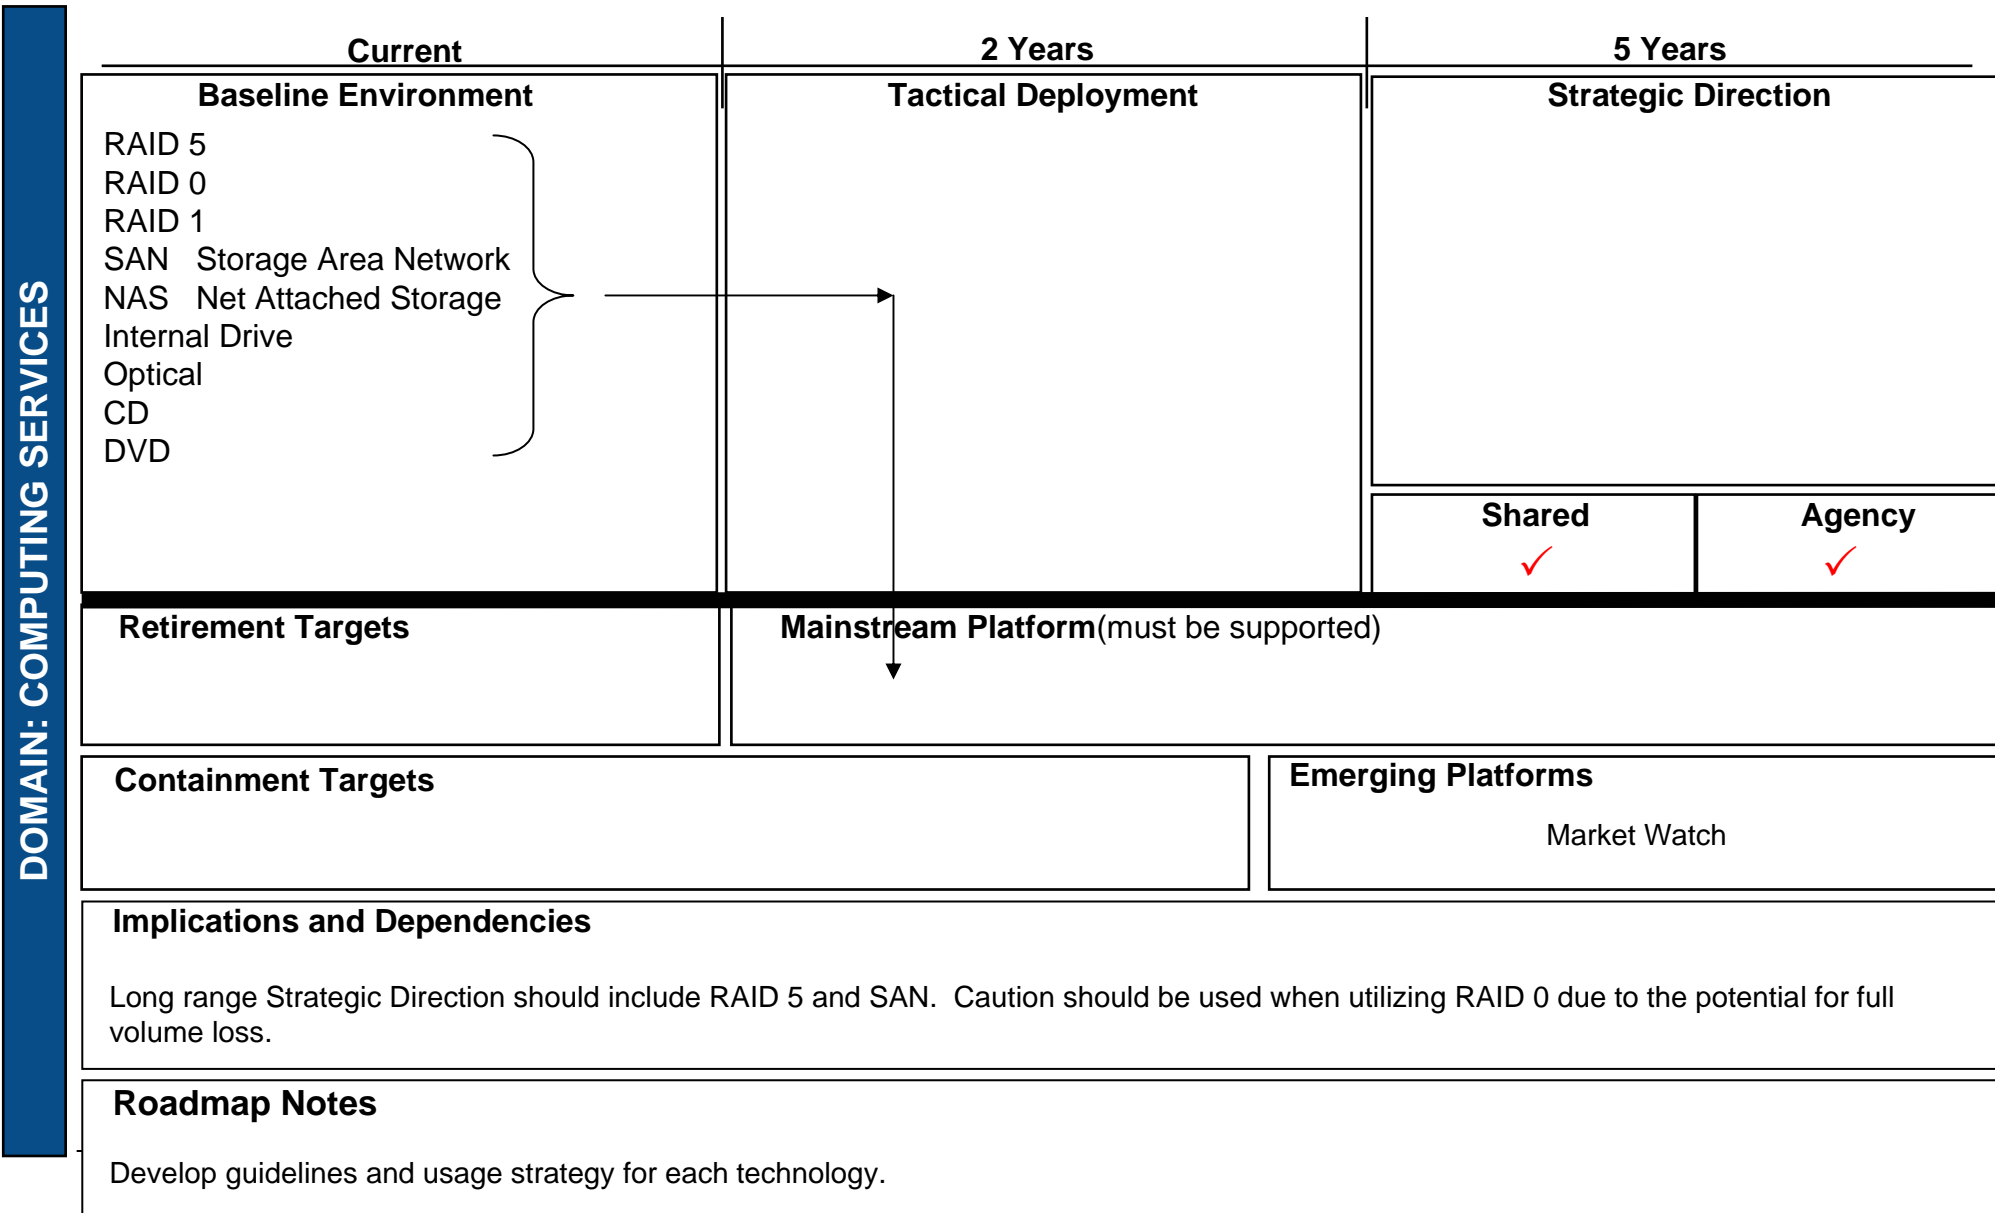 DOMAIN: COMPUTING SERVICES
Current
2 Years
5 Years
Baseline Environment
RAID 5
RAID 0
RAID 1
SAN Storage Area Network
NAS Net Attached Storage
Internal Drive
Optical
CD
DVD
Tactical Deployment
Strategic Direction
Shared
Agency
Retirement Targets
Mainstream Platform(must be supported)
Containment Targets
Emerging Platforms
Market Watch
Implications and Dependencies
Long range Strategic Direction should include RAID 5 and SAN. Caution should be used when utilizing RAID 0 due to the potential for full
volume loss.
Roadmap Notes
Develop guidelines and usage strategy for each technology.